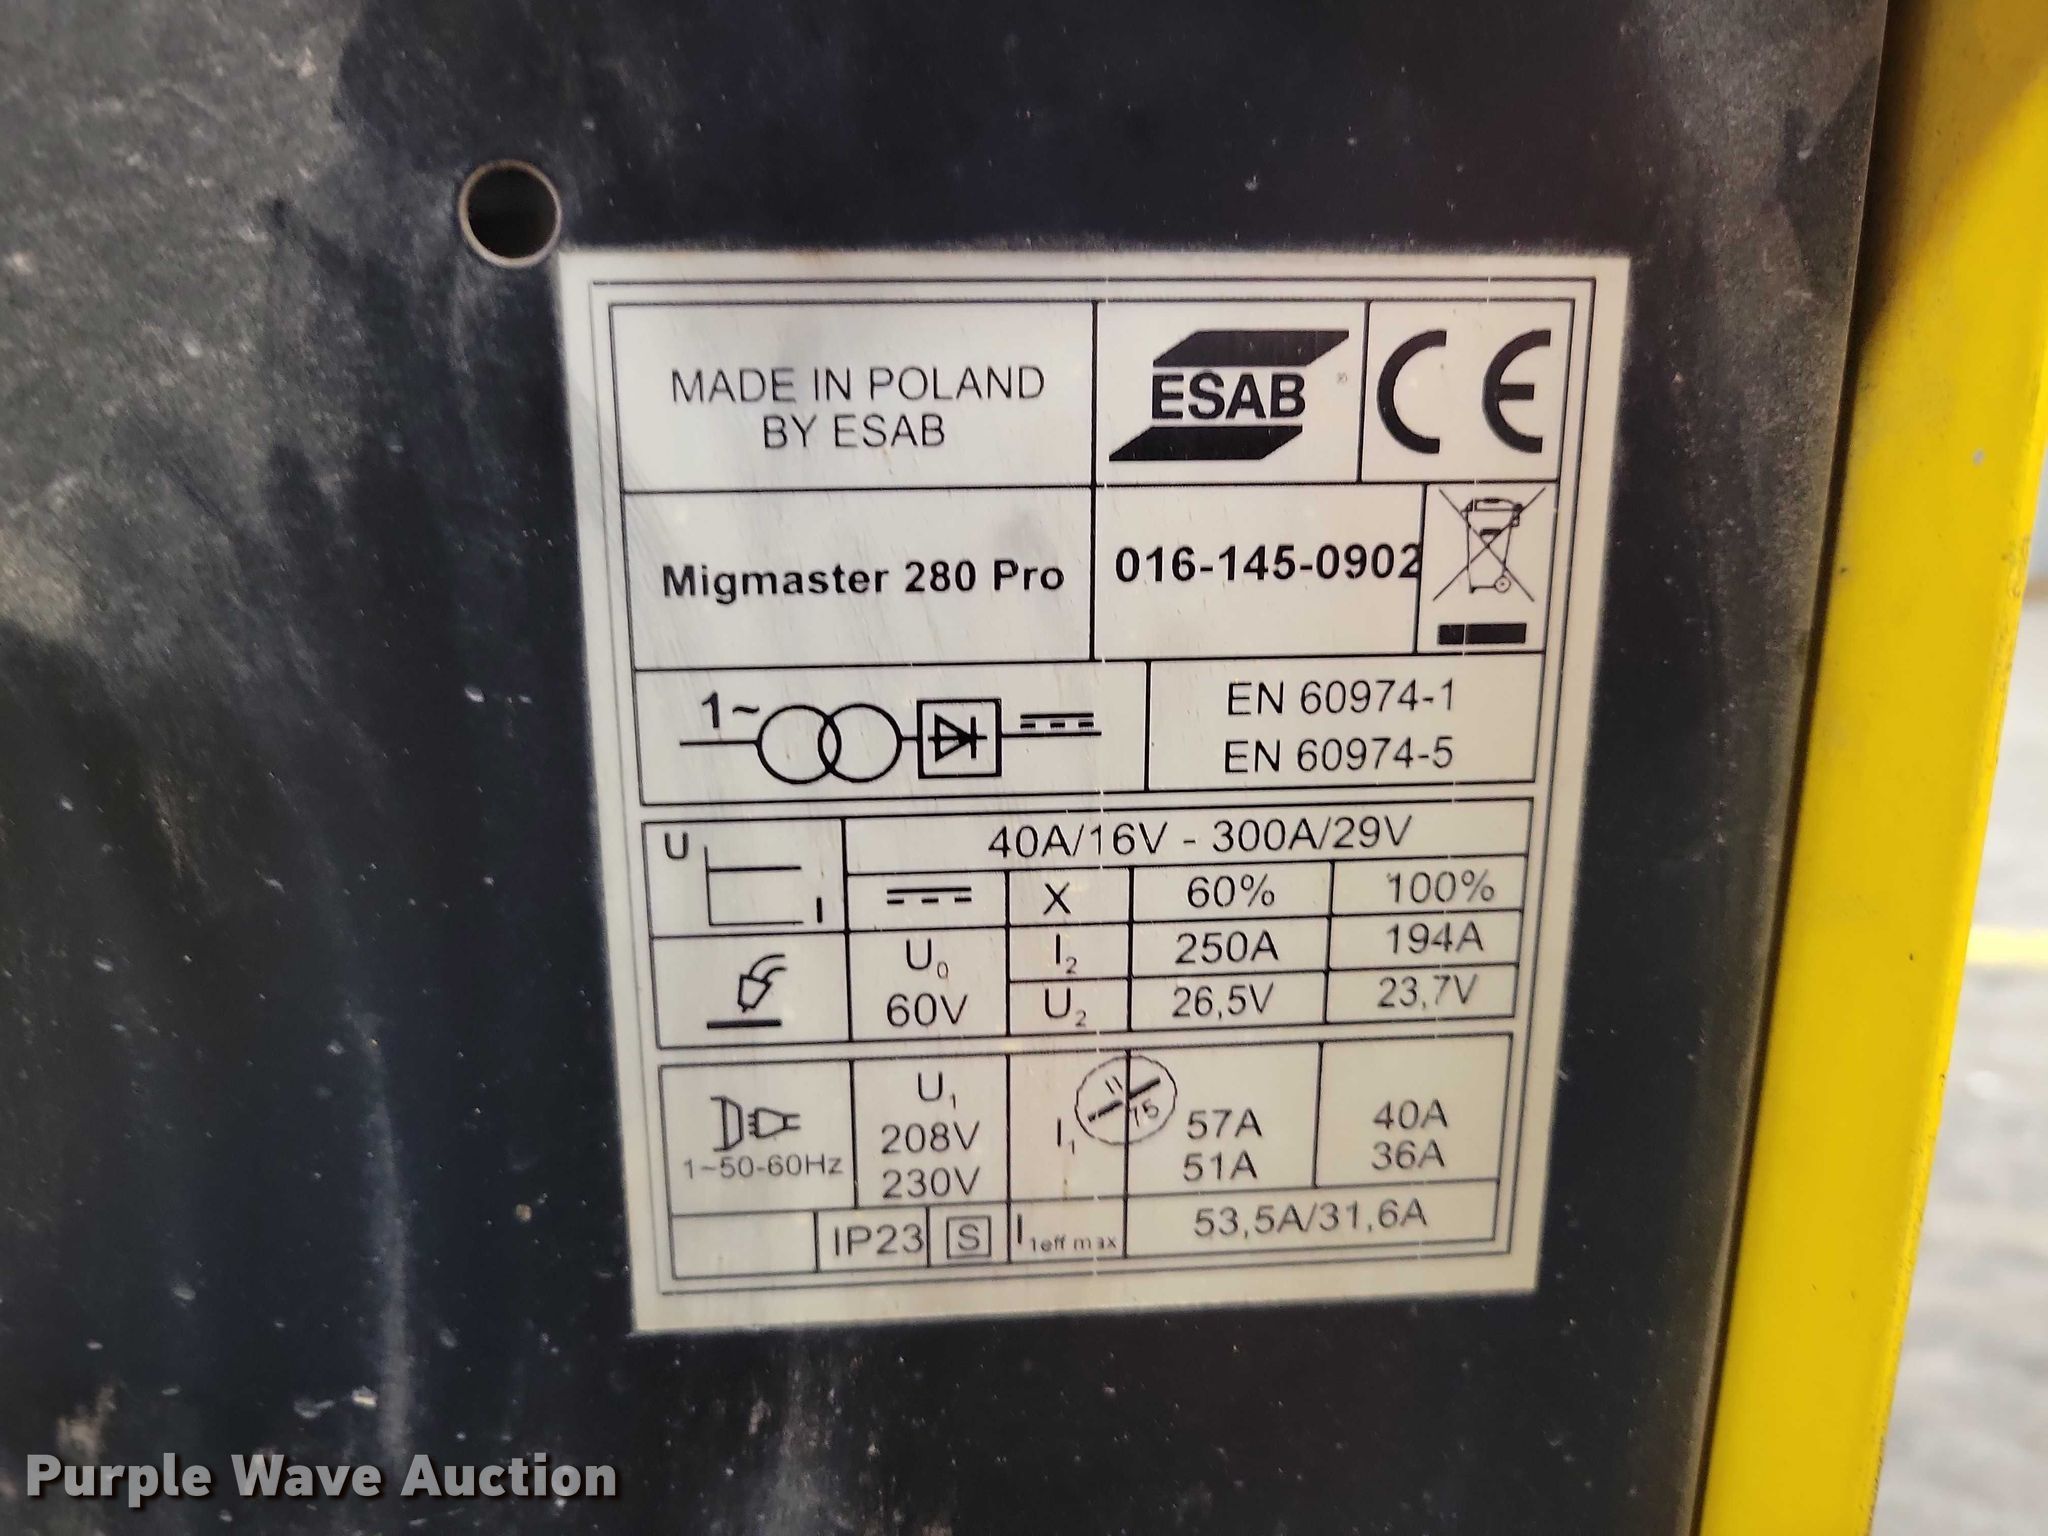 MADE IN POLAND
BY ESAB
ESAB ®
CE
Migmaster 280 Pro
016-145-0902
1~
EN 60974-1
EN 60974-5
U
I
40A/16V - 300A/29V
X 60% 100%
U0
60V
I2 250A 194A
U2 26,5V 23,7V
1~50-60Hz
U1
208V
230V
I1
11
15
57A 40A
51A 36A
IP23 S I1eff max 53,5A/31,6A
Purple Wave Auction